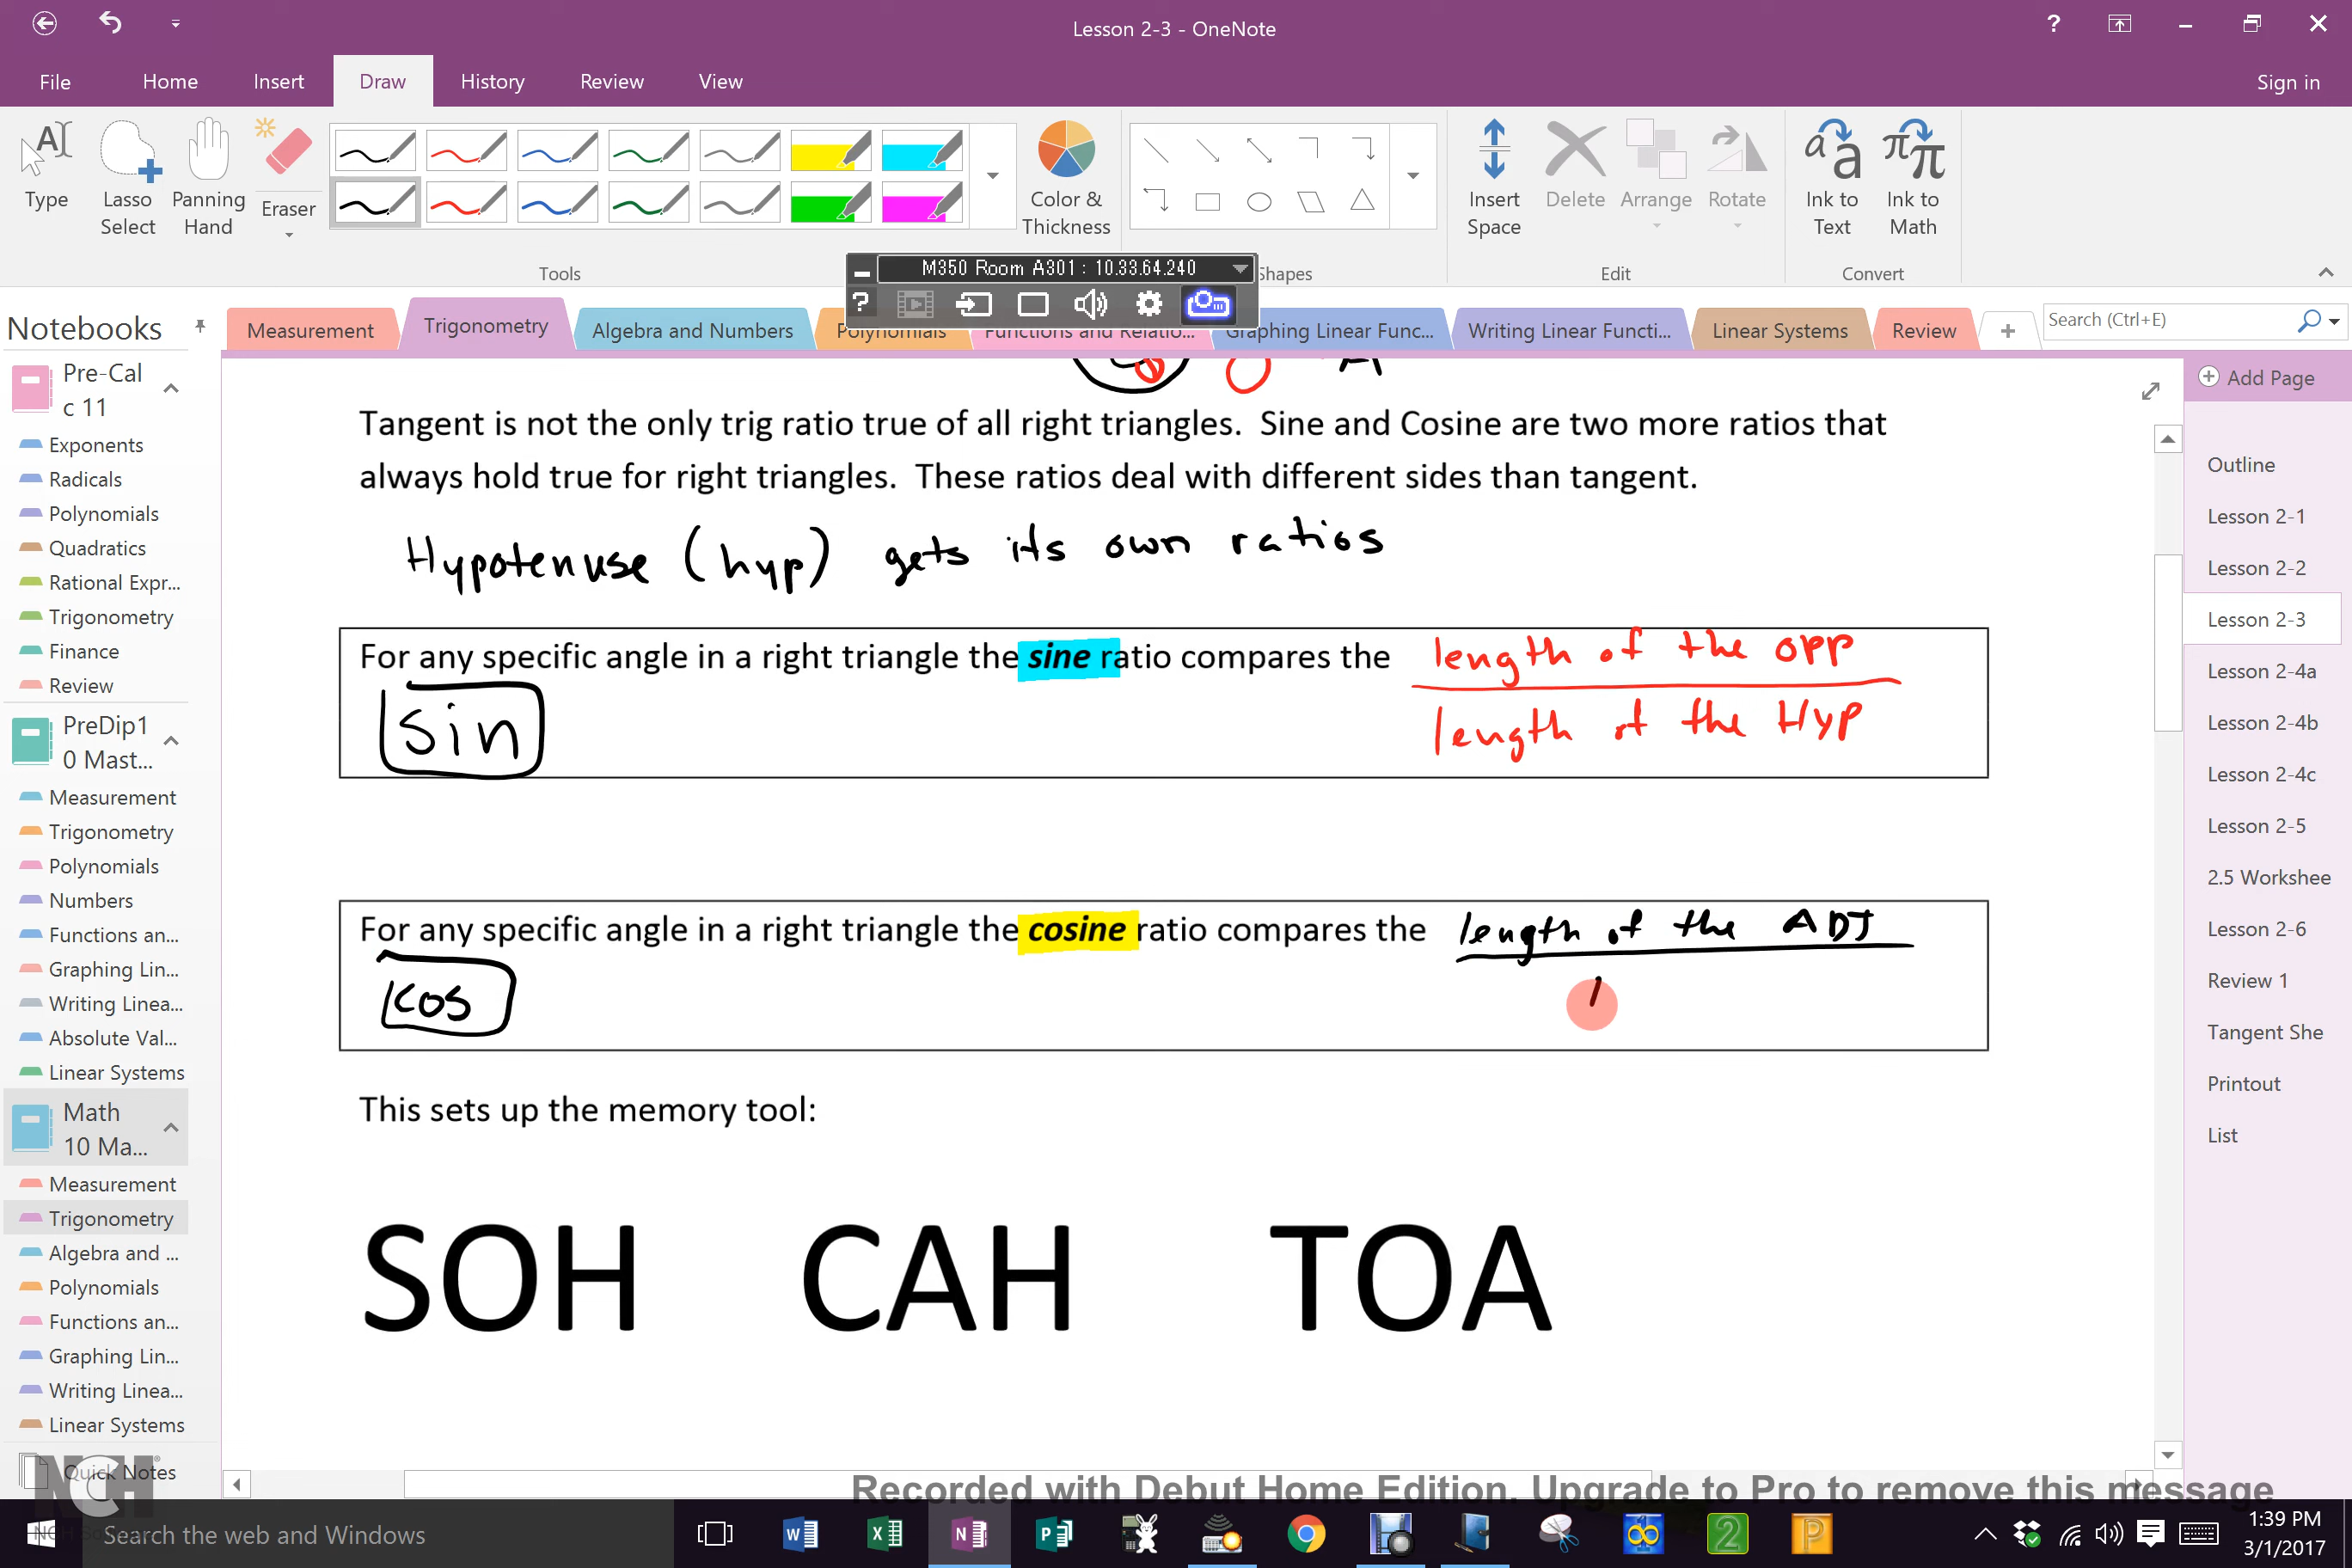 Lesson 2-3 - OneNote
?
File Home Insert Draw History Review View Sign in
Type
Lasso Select
Panning Hand
Eraser
Color & Thickness
Insert Space
Delete
Arrange
Rotate
Ink to Text
Ink to Math
Tools
Shapes
Edit
Convert
M350 Room A301 : 10.33.64.240
?
Notebooks
Measurement
Trigonometry
Algebra and Numbers
Polynomials
Functions and Relatio...
Graphing Linear Func...
Writing Linear Functi...
Linear Systems
Review
+
Search (Ctrl+E)
Pre-Cal
c 11
Exponents
Radicals
Polynomials
Quadratics
Rational Expr...
Trigonometry
Finance
Review
PreDip1
0 Mast...
Measurement
Trigonometry
Polynomials
Numbers
Functions an...
Graphing Lin...
Writing Linea...
Absolute Val...
Linear Systems
Math
10 Ma...
Measurement
Trigonometry
Algebra and ...
Polynomials
Functions an...
Graphing Lin...
Writing Linea...
Linear Systems
Quick Notes
Tangent is not the only trig ratio true of all right triangles. Sine and Cosine are two more ratios that
always hold true for right triangles. These ratios deal with different sides than tangent.
Hypotenuse (hyp) gets its own ratios
For any specific angle in a right triangle the sine ratio compares the
length of the opp
length of the Hyp
Sin
For any specific angle in a right triangle the cosine ratio compares the
length of the ADJ
Cos
This sets up the memory tool:
SOH CAH TOA
Add Page
Outline
Lesson 2-1
Lesson 2-2
Lesson 2-3
Lesson 2-4a
Lesson 2-4b
Lesson 2-4c
Lesson 2-5
2.5 Workshee
Lesson 2-6
Review 1
Tangent She
Printout
List
NCH
Recorded with Debut Home Edition. Upgrade to Pro to remove this message
Search the web and Windows
1:39 PM
3/1/2017